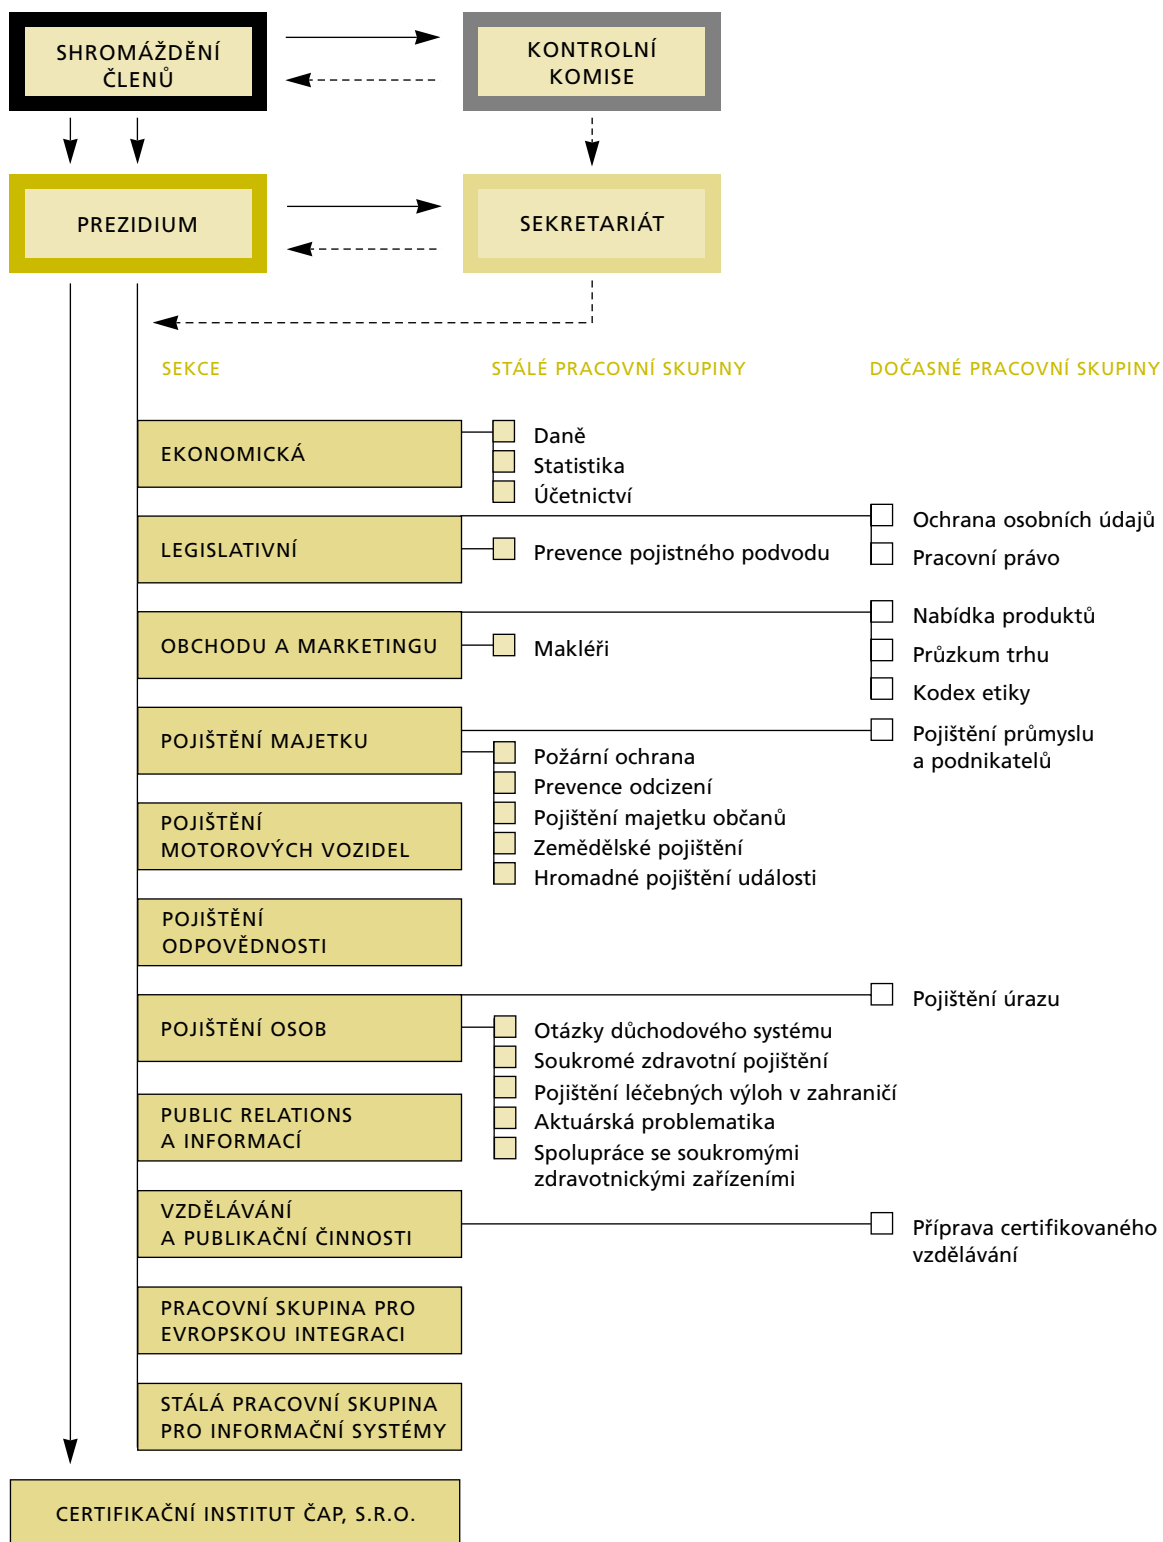 SHROMÁŽDĚNÍ
ČLENŮ
KONTROLNÍ
KOMISE
PREZIDIUM
SEKRETARIÁT
SEKCE
STÁLÉ PRACOVNÍ SKUPINY
DOČASNÉ PRACOVNÍ SKUPINY
EKONOMICKÁ
Daně
Statistika
Účetnictví
LEGISLATIVNÍ
Prevence pojistného podvodu
Ochrana osobních údajů
Pracovní právo
OBCHODU A MARKETINGU
Makléři
Nabídka produktů
Průzkum trhu
Kodex etiky
POJIŠTĚNÍ MAJETKU
Požární ochrana
Prevence odcizení
Pojištění majetku občanů
Zemědělské pojištění
Hromadné pojištění události
Pojištění průmyslu
a podnikatelů
POJIŠTĚNÍ
MOTOROVÝCH VOZIDEL
POJIŠTĚNÍ
ODPOVĚDNOSTI
POJIŠTĚNÍ OSOB
Otázky důchodového systému
Soukromé zdravotní pojištění
Pojištění léčebných výloh v zahraničí
Aktuárská problematika
Spolupráce se soukromými
zdravotnickými zařízeními
Pojištění úrazu
PUBLIC RELATIONS
A INFORMACÍ
VZDĚLÁVÁNÍ
A PUBLIKAČNÍ ČINNOSTI
Příprava certifikovaného
vzdělávání
PRACOVNÍ SKUPINA PRO
EVROPSKOU INTEGRACI
STÁLÁ PRACOVNÍ SKUPINA
PRO INFORMAČNÍ SYSTÉMY
CERTIFIKAČNÍ INSTITUT ČAP, S.R.O.